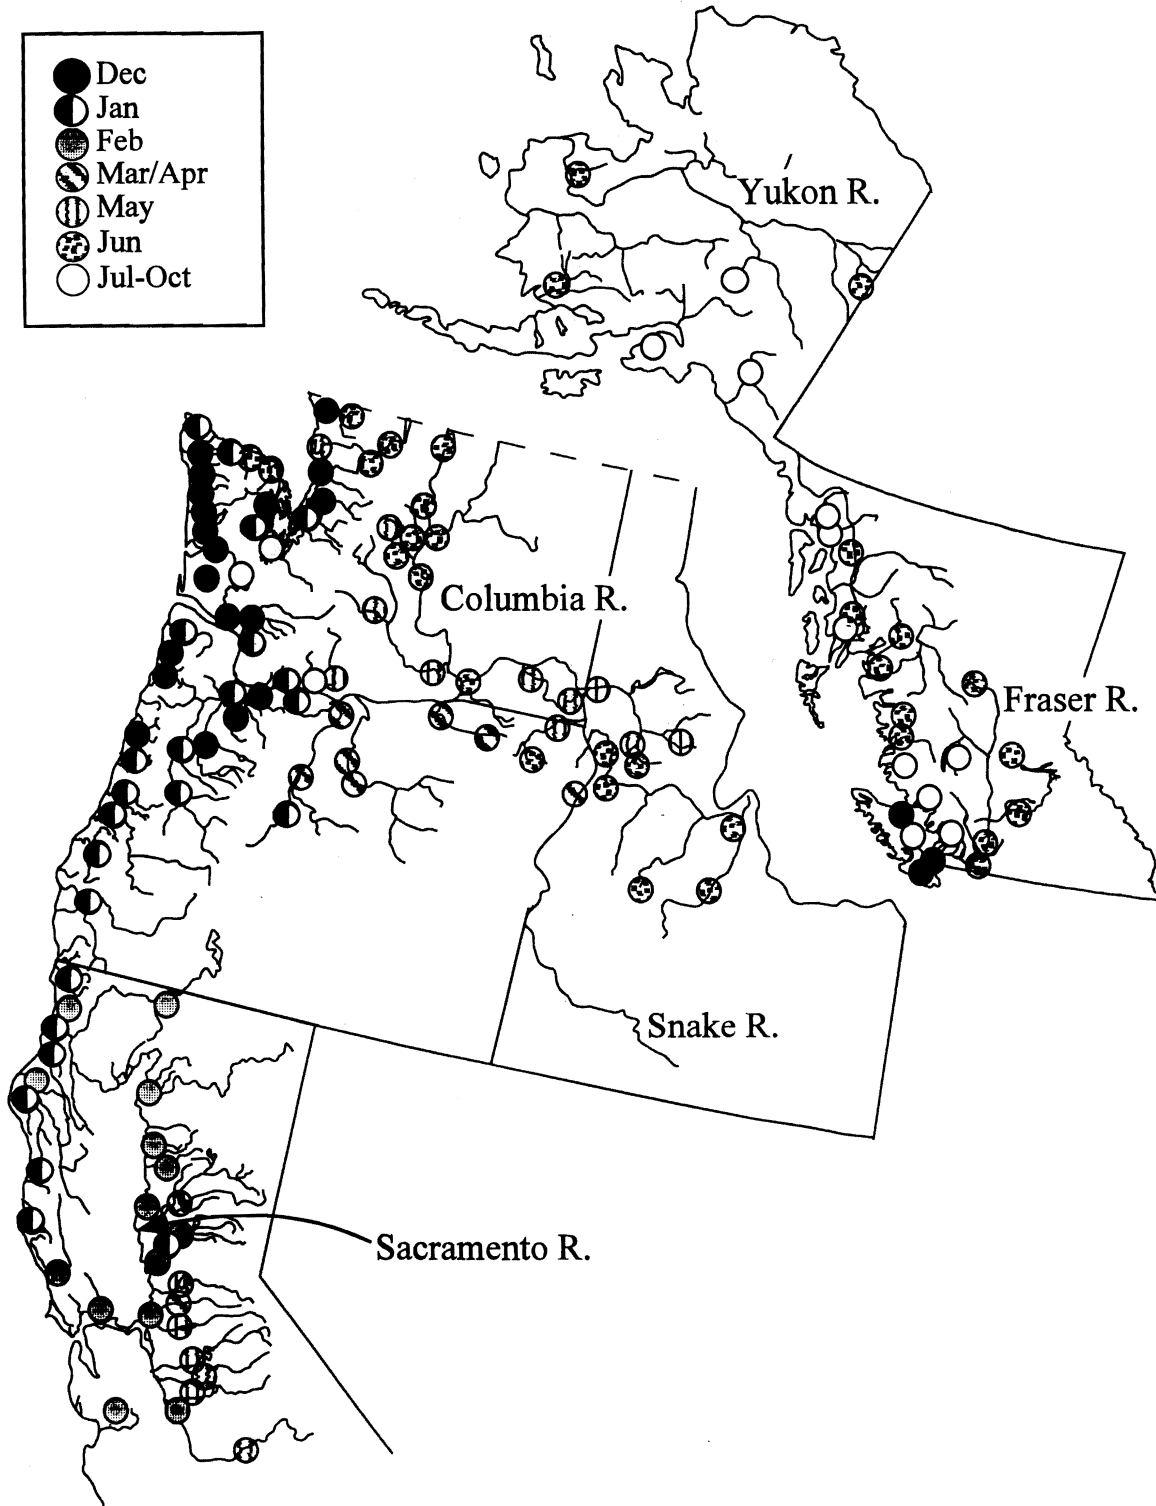 Dec
Jan
Feb
Mar/Apr
May
Jun
Jul-Oct
Yukon R.
Columbia R.
Fraser R.
Snake R.
Sacramento R.